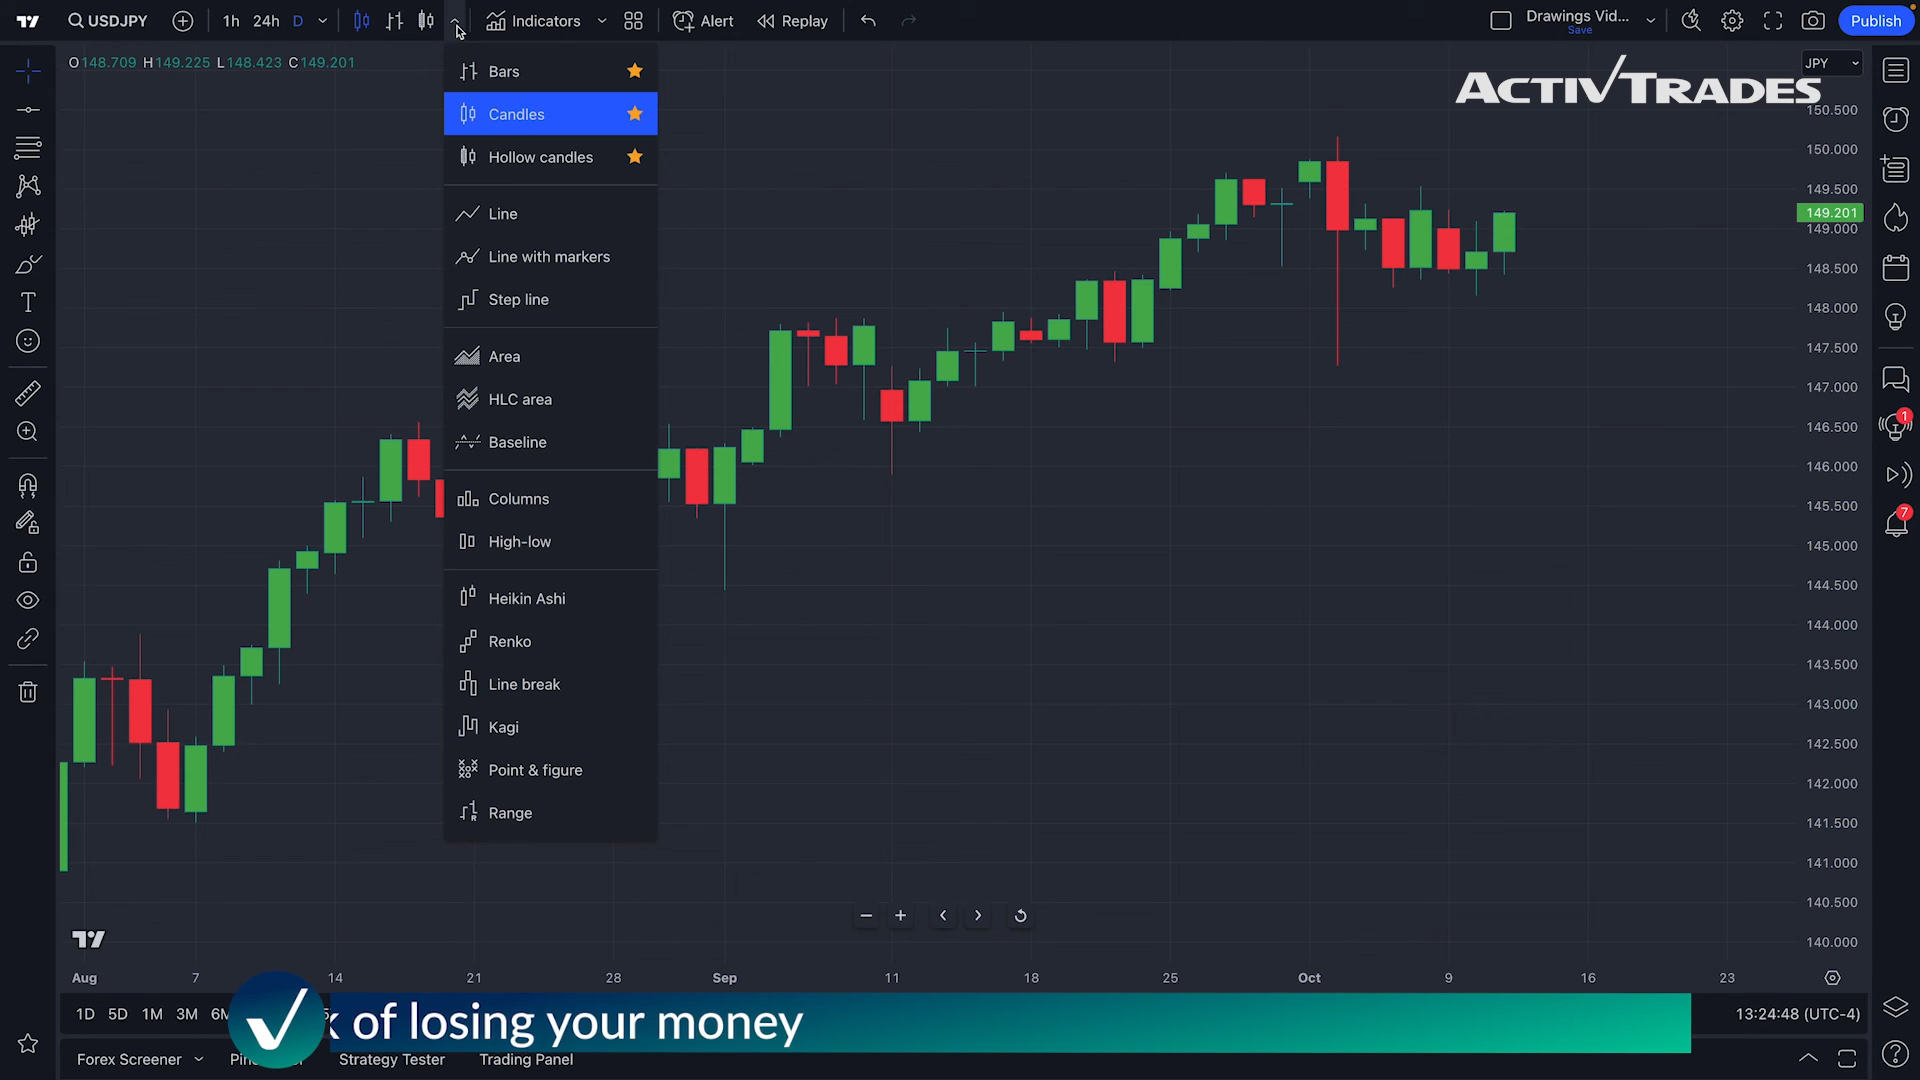 USDJPY
1h 24h D
Indicators
Alert
Replay
Drawings Vid...
Save
Publish
O148.709 H149.225 L148.423 C149.201
JPY
ACTIVTRADES
Bars
Candles
Hollow candles
Line
Line with markers
Step line
Area
HLC area
Baseline
Columns
High-low
Heikin Ashi
Renko
Line break
Kagi
Point & figure
Range
150.500
150.000
149.500
149.201
149.000
148.500
148.000
147.500
147.000
146.500
146.000
145.500
145.000
144.500
144.000
143.500
143.000
142.500
142.000
141.500
141.000
140.500
140.000
1
7
Aug 7 14 21 28 Sep 11 18 25 Oct 9 16 23
1D 5D 1M 3M
of losing your money
13:24:48 (UTC-4)
Forex Screener
Strategy Tester
Trading Panel